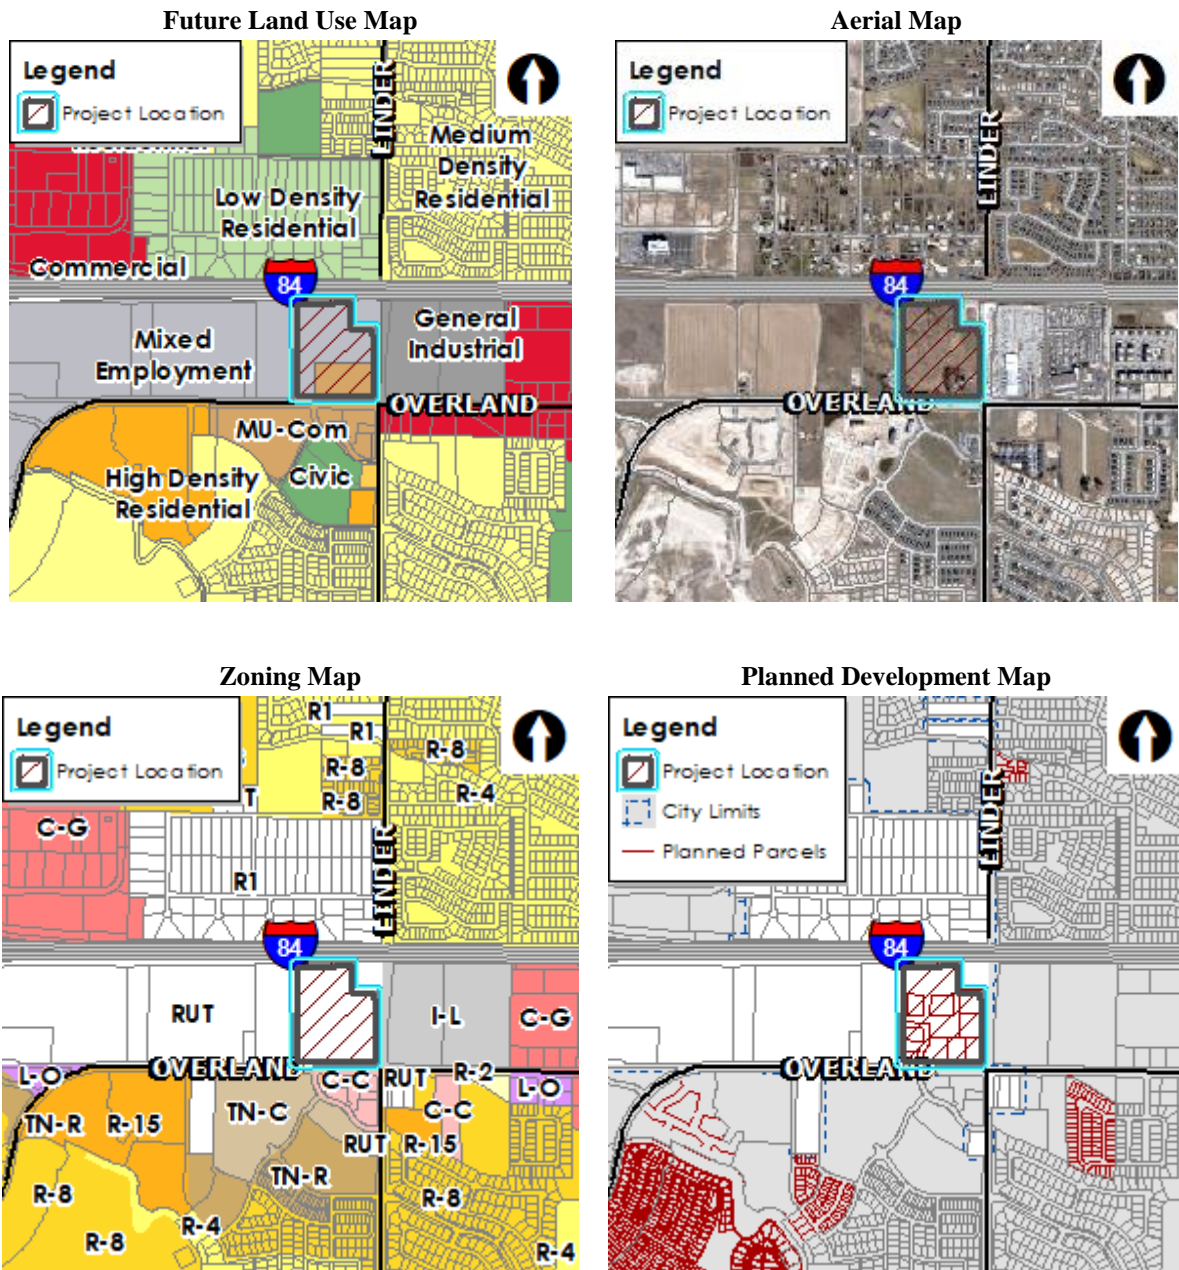 Future Land Use Map
Legend
Project Location
Residential
LINDER
Medium
Density
Residential
Low Density
Residential
Commercial
84
Mixed
Employment
General
Industrial
OVERLAND
MU-Com
High Density
Residential
Civic
Aerial Map
Legend
Project Location
LINDER
84
OVERLAND
Zoning Map
Legend
Project Location
R1
R1
R-8
R-8
R-8
R-4
T
C-G
LINDER
R1
84
RUT
I-L
C-G
OVERLAND
L-O
C-C
RUT
R-2
L-O
TN-R
R-15
TN-C
C-C
RUT
R-15
TN-R
R-8
R-8
R-4
R-8
R-4
Planned Development Map
Legend
Project Location
City Limits
Planned Parcels
LINDER
84
OVERLAND